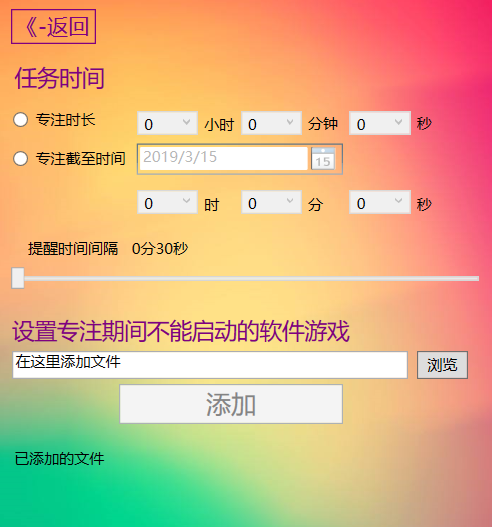 《-返回
任务时间
专注时长 0 小时 0 分钟 0 秒
专注截至时间 2019/3/15 15
0 时 0 分 0 秒
提醒时间间隔 0分30秒
设置专注期间不能启动的软件游戏
在这里添加文件 浏览
添加
已添加的文件